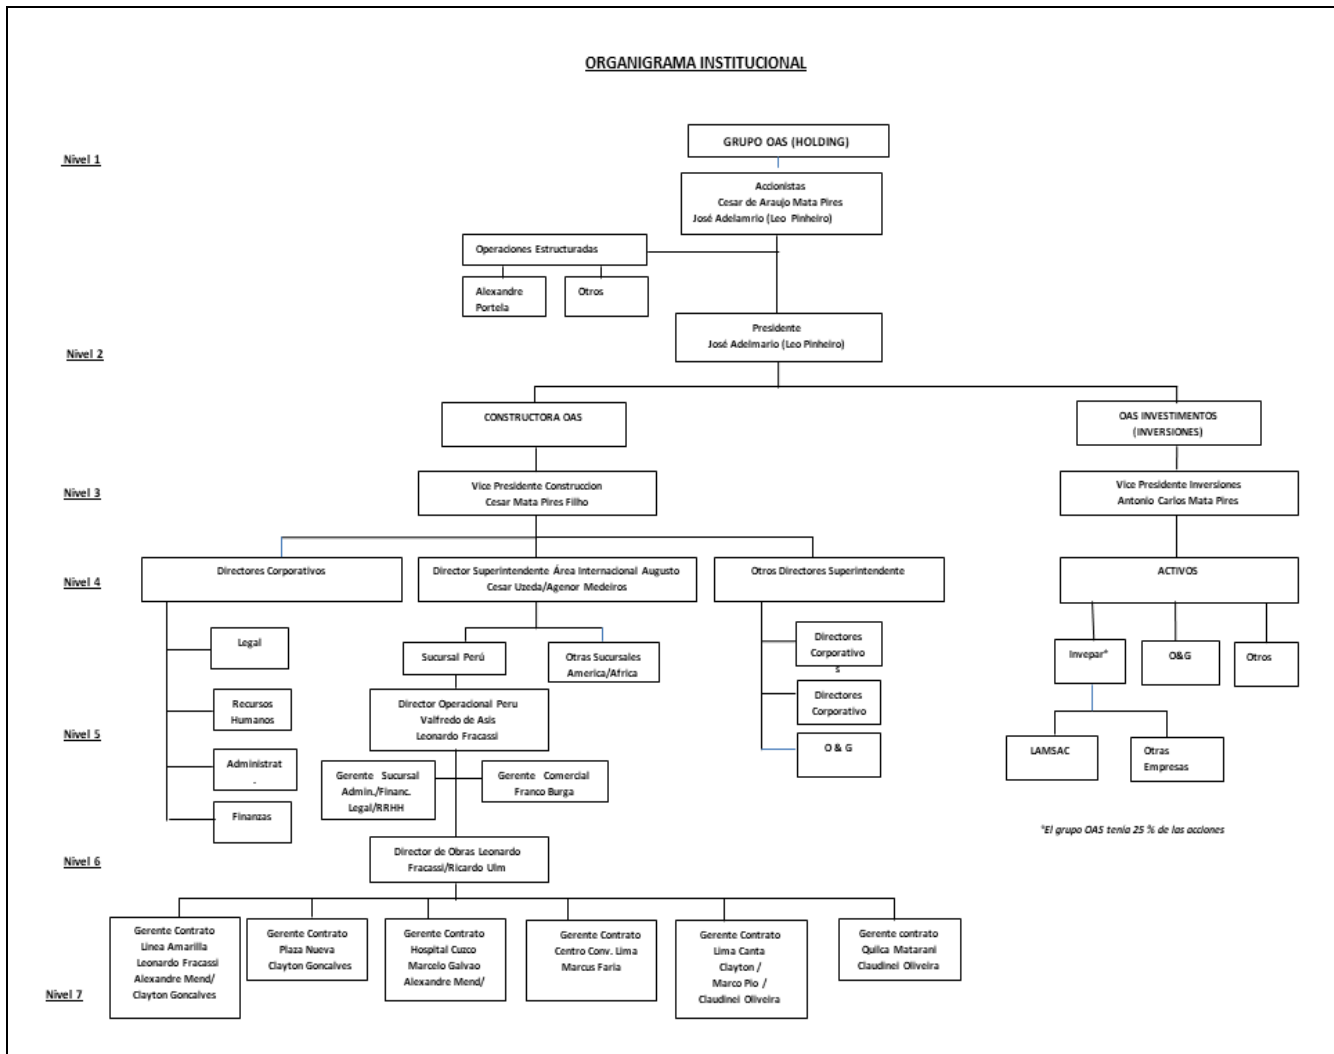 ORGANIGRAMA INSTITUCIONAL
Nivel 1
GRUPO OAS (HOLDING)
Accionistas
Cesar de Araujo Mata Pires
José Adelamrio (Leo Pinheiro)
Operaciones Estructuradas
Alexandre
Portela
Otros
Nivel 2
Presidente
José Adelmario (Leo Pinheiro)
CONSTRUCTORA OAS
OAS INVESTIMENTOS
(INVERSIONES)
Nivel 3
Vice Presidente Construccion
Cesar Mata Pires Filho
Vice Presidente Inversiones
Antonio Carlos Mata Pires
Nivel 4
Directores Corporativos
Director Superintendente Área Internacional Augusto
Cesar Uzeda/Agenor Medeiros
Otros Directores Superintendente
ACTIVOS
Legal
Recursos
Humanos
Administrat
.
Finanzas
Sucursal Perú
Otras Sucursales
America/Africa
Directores
Corporativo
s
Directores
Corporativo
O & G
Invepar*
O&G
Otros
LAMSAC
Otras
Empresas
*El grupo OAS tenia 25 % de las acciones
Nivel 5
Director Operacional Peru
Valfredo de Asis
Leonardo Fracassi
Gerente Sucursal
Admin./Financ.
Legal/RRHH
Gerente Comercial
Franco Burga
Nivel 6
Director de Obras Leonardo
Fracassi/Ricardo Ulm
Nivel 7
Gerente Contrato
Linea Amarilla
Leonardo Fracassi
Alexandre Mend/
Clayton Goncalves
Gerente Contrato
Plaza Nueva
Clayton Goncalves
Gerente Contrato
Hospital Cuzco
Marcelo Galvao
Alexandre Mend/
Gerente Contrato
Centro Conv. Lima
Marcus Faria
Gerente Contrato
Lima Canta
Clayton /
Marco Pio /
Claudinei Oliveira
Gerente contrato
Quilca Matarani
Claudinei Oliveira